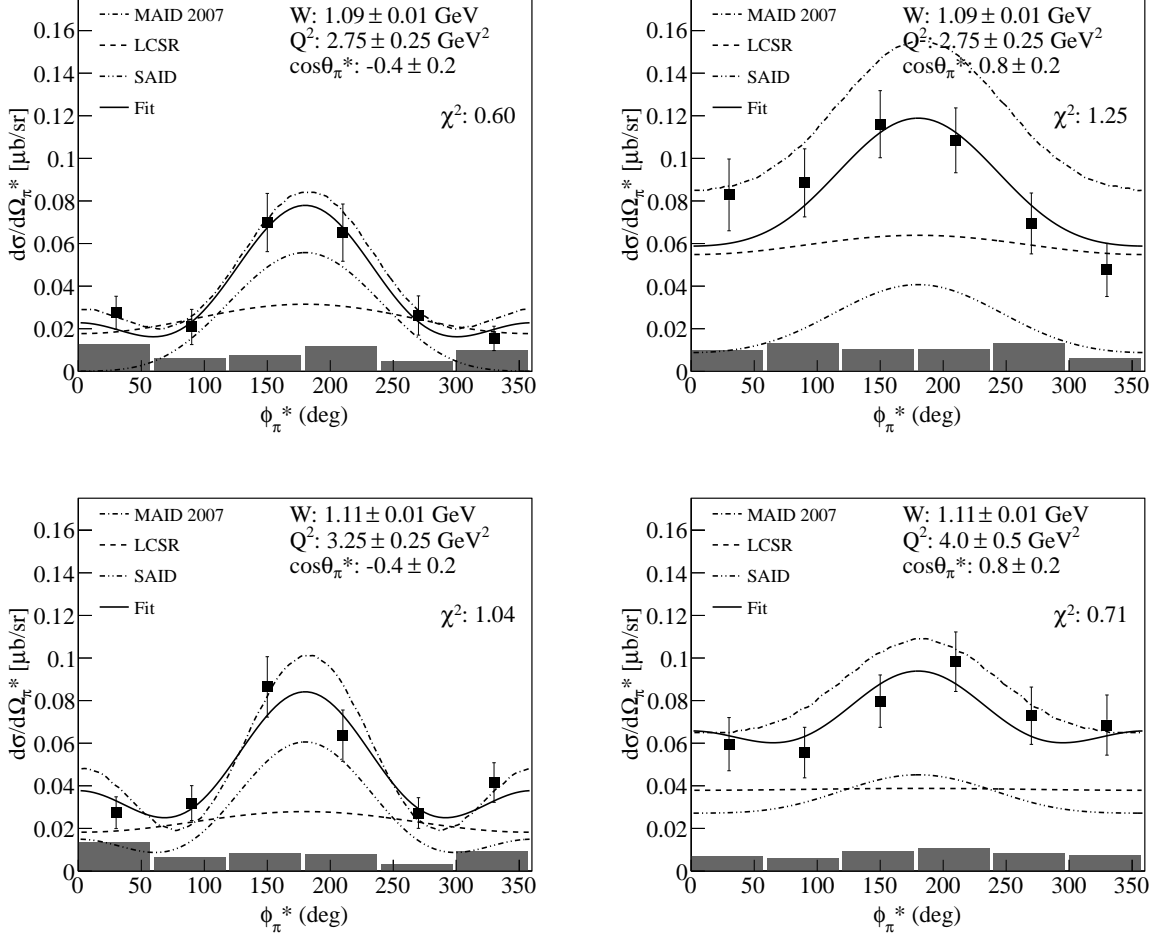 MAID 2007
LCSR
SAID
Fit
W: 1.09 ± 0.01 GeV
Q²: 2.75 ± 0.25 GeV²
cosθπ*: -0.4 ± 0.2
χ²: 0.60
dσ/dΩπ* [μb/sr]
0.16
0.14
0.12
0.1
0.08
0.06
0.04
0.02
0
0 50 100 150 200 250 300 350
ϕπ* (deg)
MAID 2007
LCSR
SAID
Fit
W: 1.09 ± 0.01 GeV
Q²: 2.75 ± 0.25 GeV²
cosθπ*: 0.8 ± 0.2
χ²: 1.25
dσ/dΩπ* [μb/sr]
0.16
0.14
0.12
0.1
0.08
0.06
0.04
0.02
0
0 50 100 150 200 250 300 350
ϕπ* (deg)
MAID 2007
LCSR
SAID
Fit
W: 1.11 ± 0.01 GeV
Q²: 3.25 ± 0.25 GeV²
cosθπ*: -0.4 ± 0.2
χ²: 1.04
dσ/dΩπ* [μb/sr]
0.16
0.14
0.12
0.1
0.08
0.06
0.04
0.02
0
0 50 100 150 200 250 300 350
ϕπ* (deg)
MAID 2007
LCSR
SAID
Fit
W: 1.11 ± 0.01 GeV
Q²: 4.0 ± 0.5 GeV²
cosθπ*: 0.8 ± 0.2
χ²: 0.71
dσ/dΩπ* [μb/sr]
0.16
0.14
0.12
0.1
0.08
0.06
0.04
0.02
0
0 50 100 150 200 250 300 350
ϕπ* (deg)